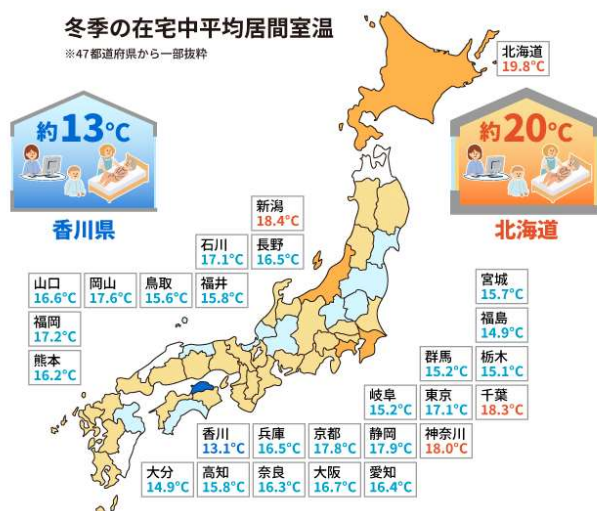 冬季の在宅中平均居間室温
※47都道府県から一部抜粋
北海道
19.8℃
約13℃
香川県
約20℃
北海道
新潟
18.4℃
石川
17.1℃
長野
16.5℃
山口
16.6℃
岡山
17.6℃
鳥取
15.6℃
福井
15.8℃
宮城
15.7℃
福岡
17.2℃
福島
14.9℃
熊本
16.2℃
群馬
15.2℃
栃木
15.1℃
岐阜
15.2℃
東京
17.1℃
千葉
18.3℃
香川
13.1℃
兵庫
16.5℃
京都
17.8℃
静岡
17.9℃
神奈川
18.0℃
大分
14.9℃
高知
15.8℃
奈良
16.3℃
大阪
16.7℃
愛知
16.4℃